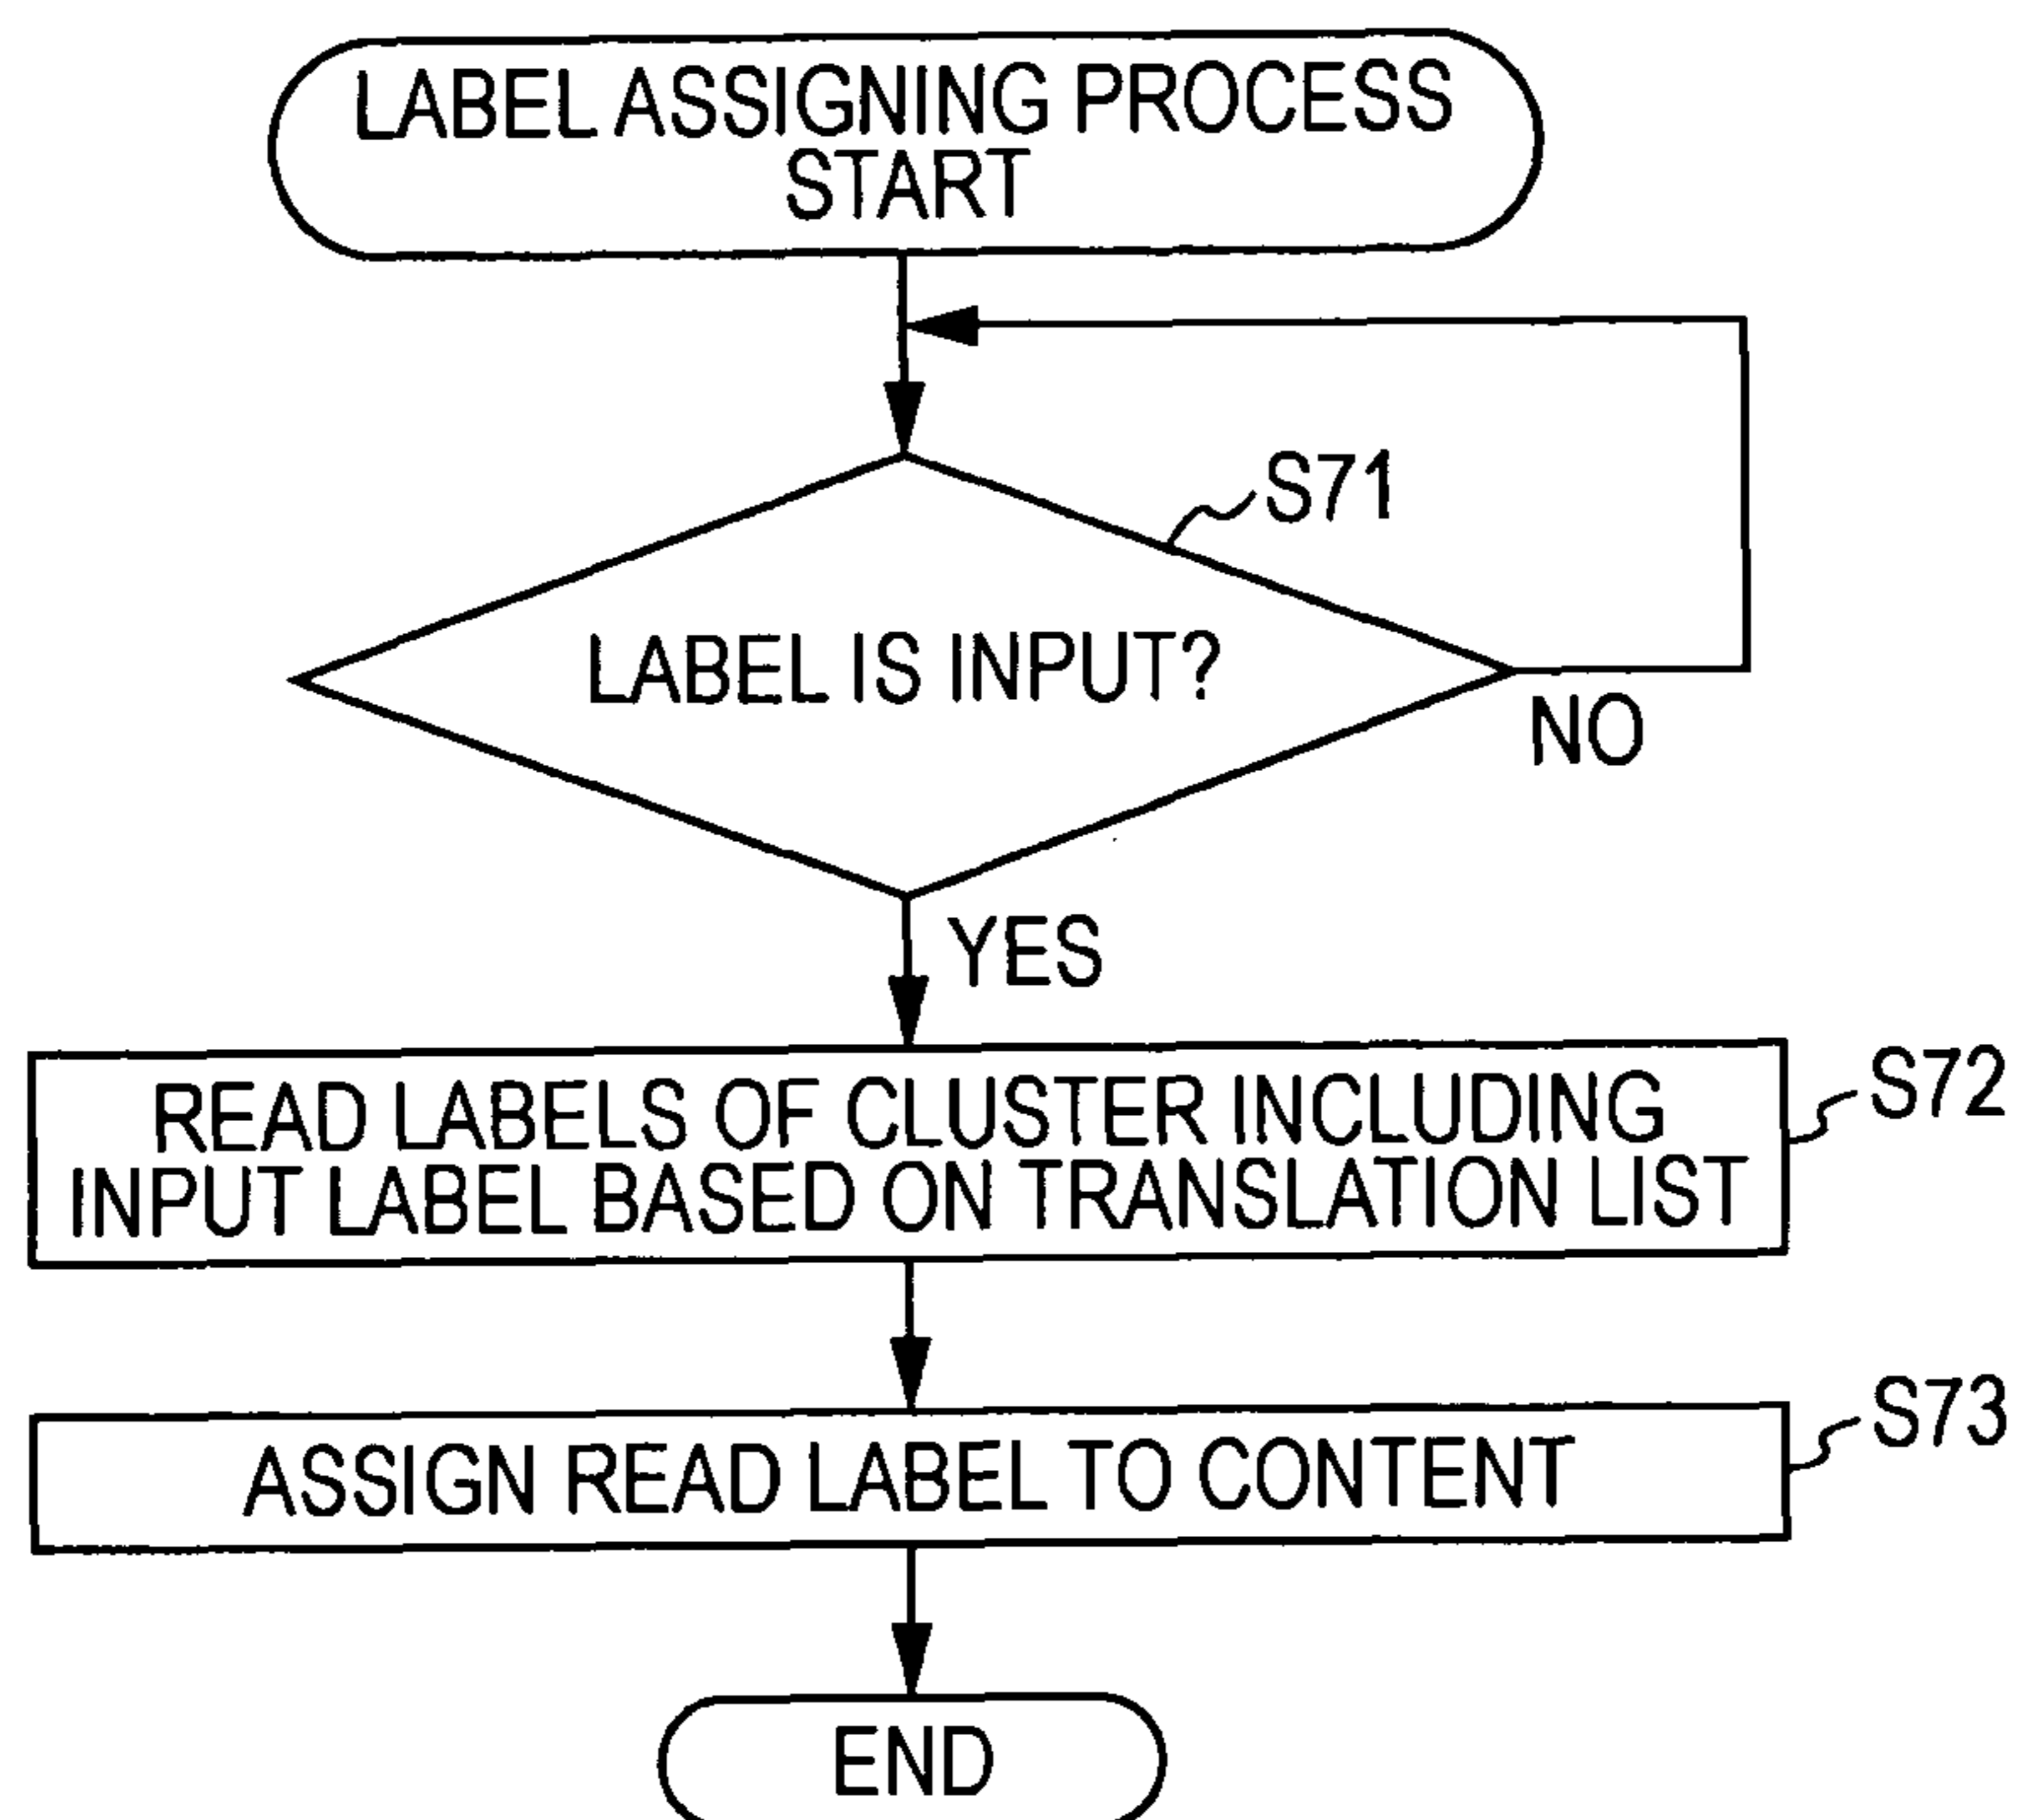 LABEL ASSIGNING PROCESS
START
S71
LABEL IS INPUT?
NO
YES
READ LABELS OF CLUSTER INCLUDING
INPUT LABEL BASED ON TRANSLATION LIST
S72
ASSIGN READ LABEL TO CONTENT
S73
END